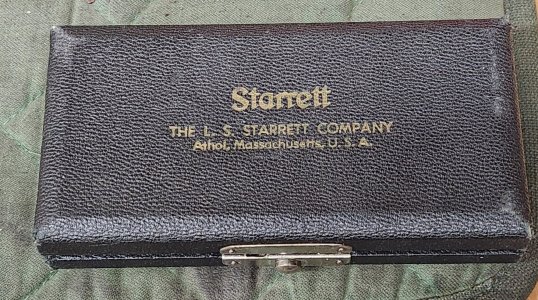 Starrett
THE L. S. STARRETT COMPANY
Athol, Massachusetts, U. S. A.